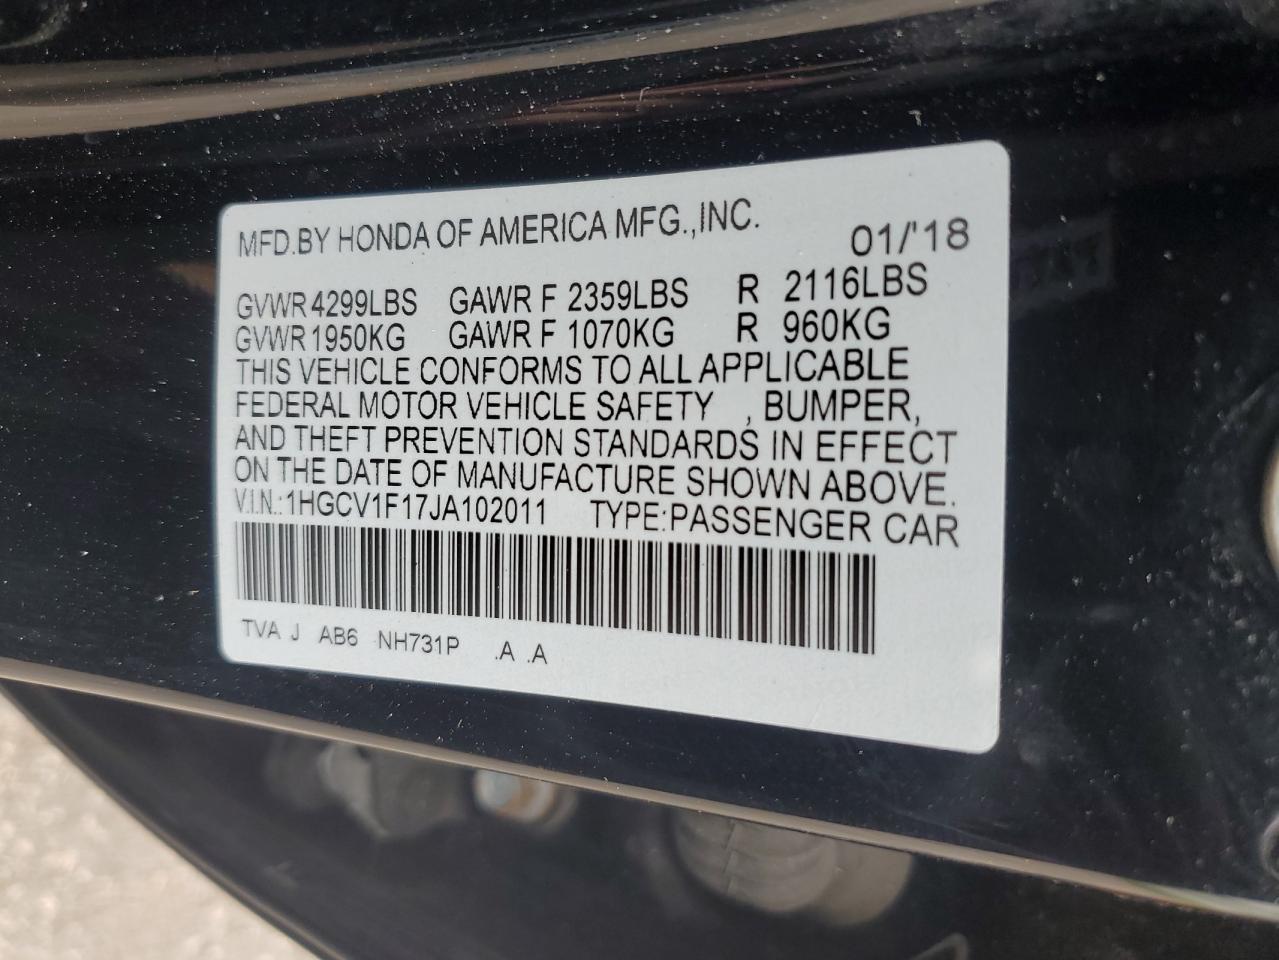 MFD.BY HONDA OF AMERICA MFG.,INC. 01/'18
GVWR 4299LBS GAWR F 2359LBS R 2116LBS
GVWR 1950KG GAWR F 1070KG R 960KG
THIS VEHICLE CONFORMS TO ALL APPLICABLE
FEDERAL MOTOR VEHICLE SAFETY , BUMPER,
AND THEFT PREVENTION STANDARDS IN EFFECT
ON THE DATE OF MANUFACTURE SHOWN ABOVE.
V.I.N.:1HGCV1F17JA102011 TYPE:PASSENGER CAR
TVA J AB6 NH731P .A .A